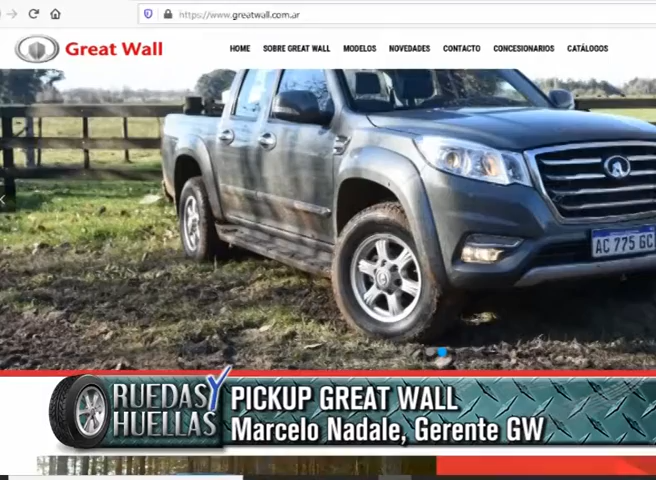 https://www.greatwall.com.ar
Great Wall
HOME SOBRE GREAT WALL MODELOS NOVEDADES CONTACTO CONCESIONARIOS CATÁLOGOS
AC 775 GC
RUEDAS Y HUELLAS
PICKUP GREAT WALL
Marcelo Nadale, Gerente GW